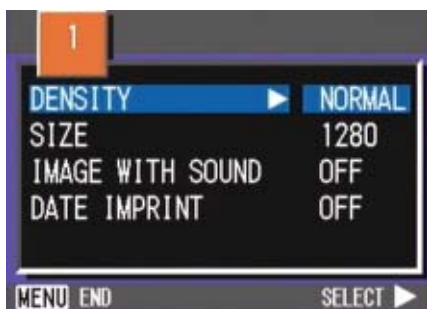 1
DENSITY ▶ NORMAL
SIZE 1280
IMAGE WITH SOUND OFF
DATE IMPRINT OFF
MENU END SELECT ▶